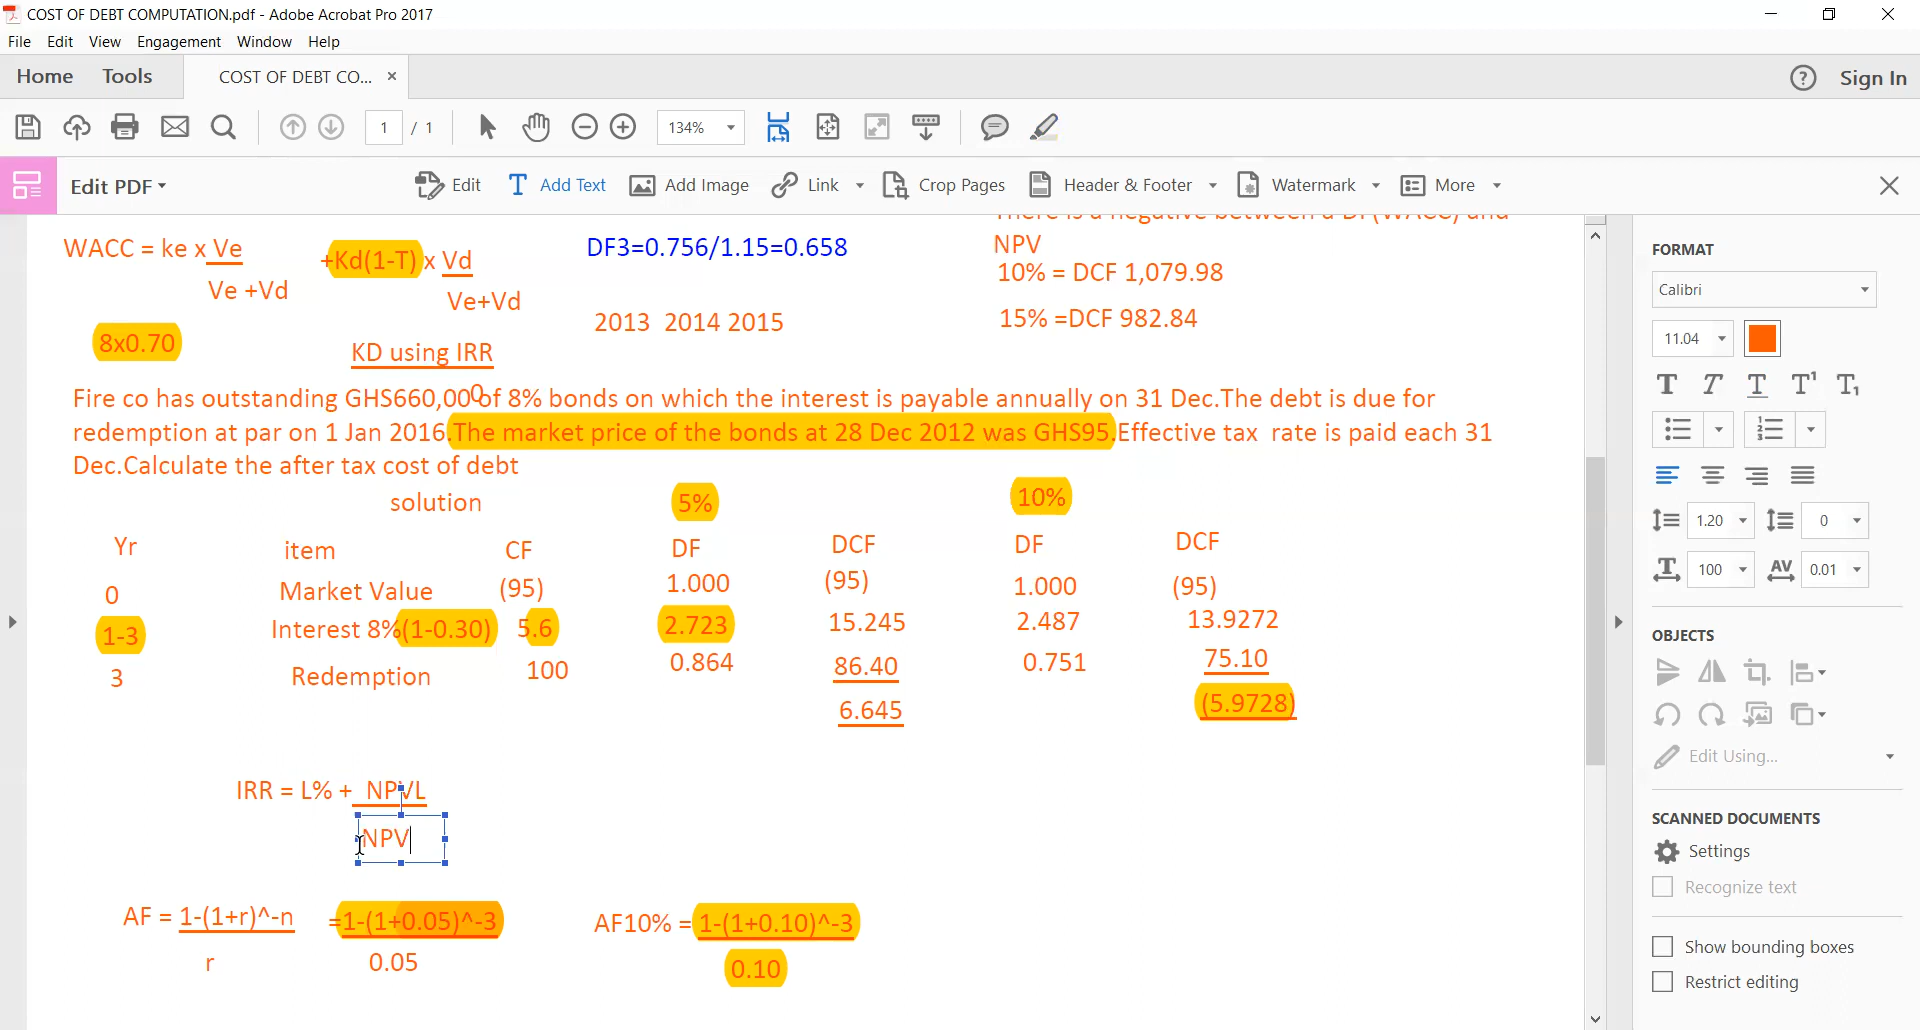 COST OF DEBT COMPUTATION.pdf - Adobe Acrobat Pro 2017
File Edit View Engagement Window Help
Home Tools COST OF DEBT CO... × ? Sign In
1 / 1 134%
Edit PDF Edit Add Text Add Image Link Crop Pages Header & Footer Watermark More
There is a negative between a DF(WACC) and
NPV
WACC = ke x Ve +Kd(1-T) x Vd
Ve +Vd Ve+Vd
DF3=0.756/1.15=0.658
10% = DCF 1,079.98
15% =DCF 982.84
2013 2014 2015
8x0.70
KD using IRR
Fire co has outstanding GHS660,000 of 8% bonds on which the interest is payable annually on 31 Dec.The debt is due for
redemption at par on 1 Jan 2016.The market price of the bonds at 28 Dec 2012 was GHS95.Effective tax rate is paid each 31
Dec.Calculate the after tax cost of debt
solution 5% 10%
Yr item CF DF DCF DF DCF
0 Market Value (95) 1.000 (95) 1.000 (95)
1-3 Interest 8%(1-0.30) 5.6 2.723 15.245 2.487 13.9272
3 Redemption 100 0.864 86.40 0.751 75.10
6.645 (5.9728)
IRR = L% + NPVL
NPV
AF = 1-(1+r)^-n =1-(1+0.05)^-3 AF10% = 1-(1+0.10)^-3
r 0.05 0.10
FORMAT
Calibri
11.04
T T T T¹ T₁
1.20 0
100 AV 0.01
OBJECTS
Edit Using...
SCANNED DOCUMENTS
Settings
Recognize text
Show bounding boxes
Restrict editing